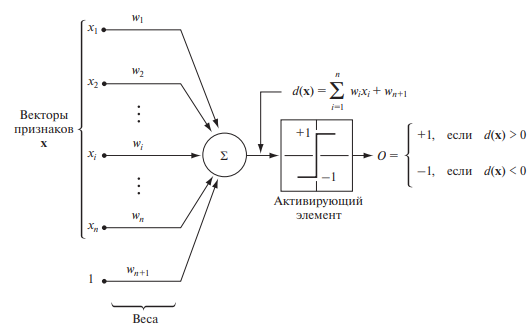 w₁
x₁
w₂
x₂
d(x) = Σⁿᵢ₌₁ wᵢxᵢ + wₙ₊₁
⋮
Векторы
признаков
x
wᵢ
xᵢ
Σ
+1
−1
O = { +1, если d(x) > 0
−1, если d(x) < 0
Активирующий
элемент
⋮
wₙ
xₙ
wₙ₊₁
1
Веса